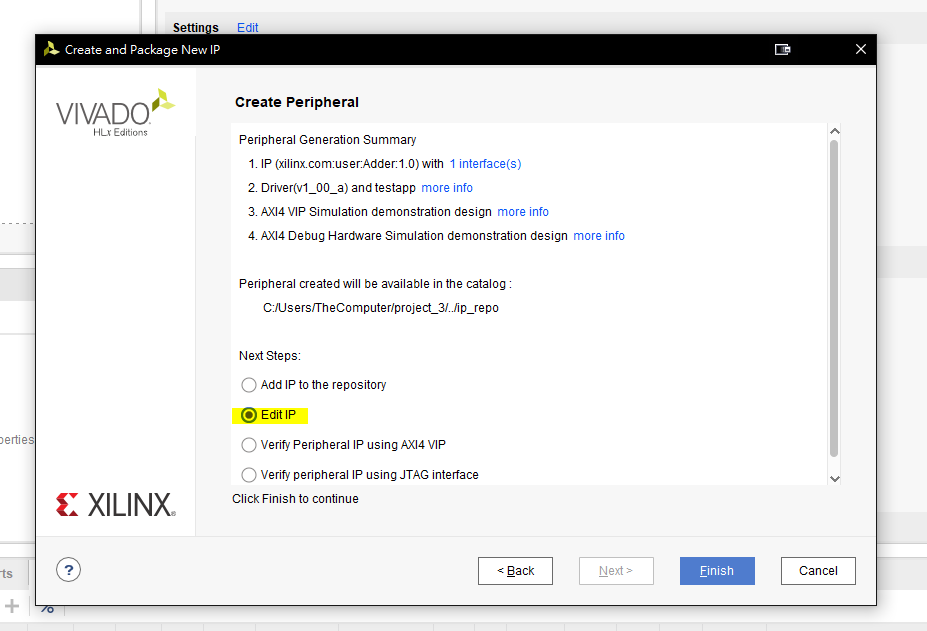 Settings Edit
Create and Package New IP
VIVADO
HLx Editions
Create Peripheral
Peripheral Generation Summary
1. IP (xilinx.com:user:Adder:1.0) with 1 interface(s)
2. Driver(v1_00_a) and testapp more info
3. AXI4 VIP Simulation demonstration design more info
4. AXI4 Debug Hardware Simulation demonstration design more info
Peripheral created will be available in the catalog :
C:/Users/TheComputer/project_3/../ip_repo
Next Steps:
Add IP to the repository
Edit IP
perties
Verify Peripheral IP using AXI4 VIP
Verify peripheral IP using JTAG interface
Click Finish to continue
XILINX
rts
?
< Back
Next >
Finish
Cancel
%